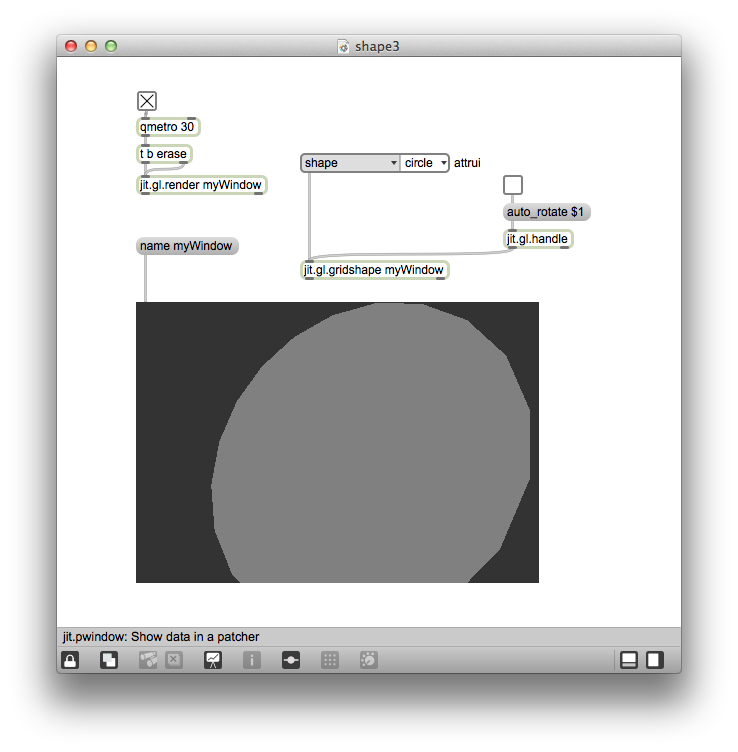 shape3
qmetro 30
t b erase
jit.gl.render myWindow
shape circle attrui
auto_rotate $1
name myWindow
jit.gl.handle
jit.gl.gridshape myWindow
jit.pwindow: Show data in a patcher